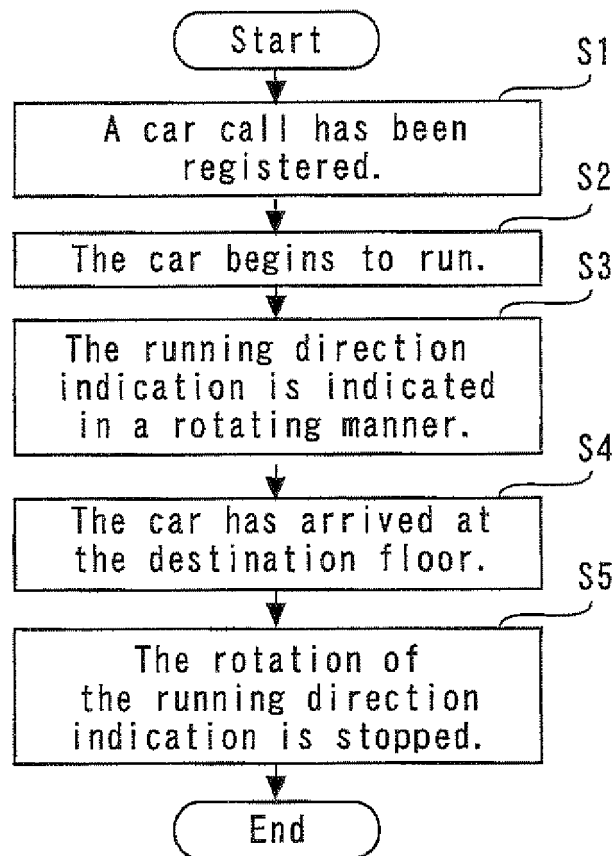 Start
S1
A car call has been
registered.
S2
The car begins to run.
S3
The running direction
indication is indicated
in a rotating manner.
S4
The car has arrived at
the destination floor.
S5
The rotation of
the running direction
indication is stopped.
End